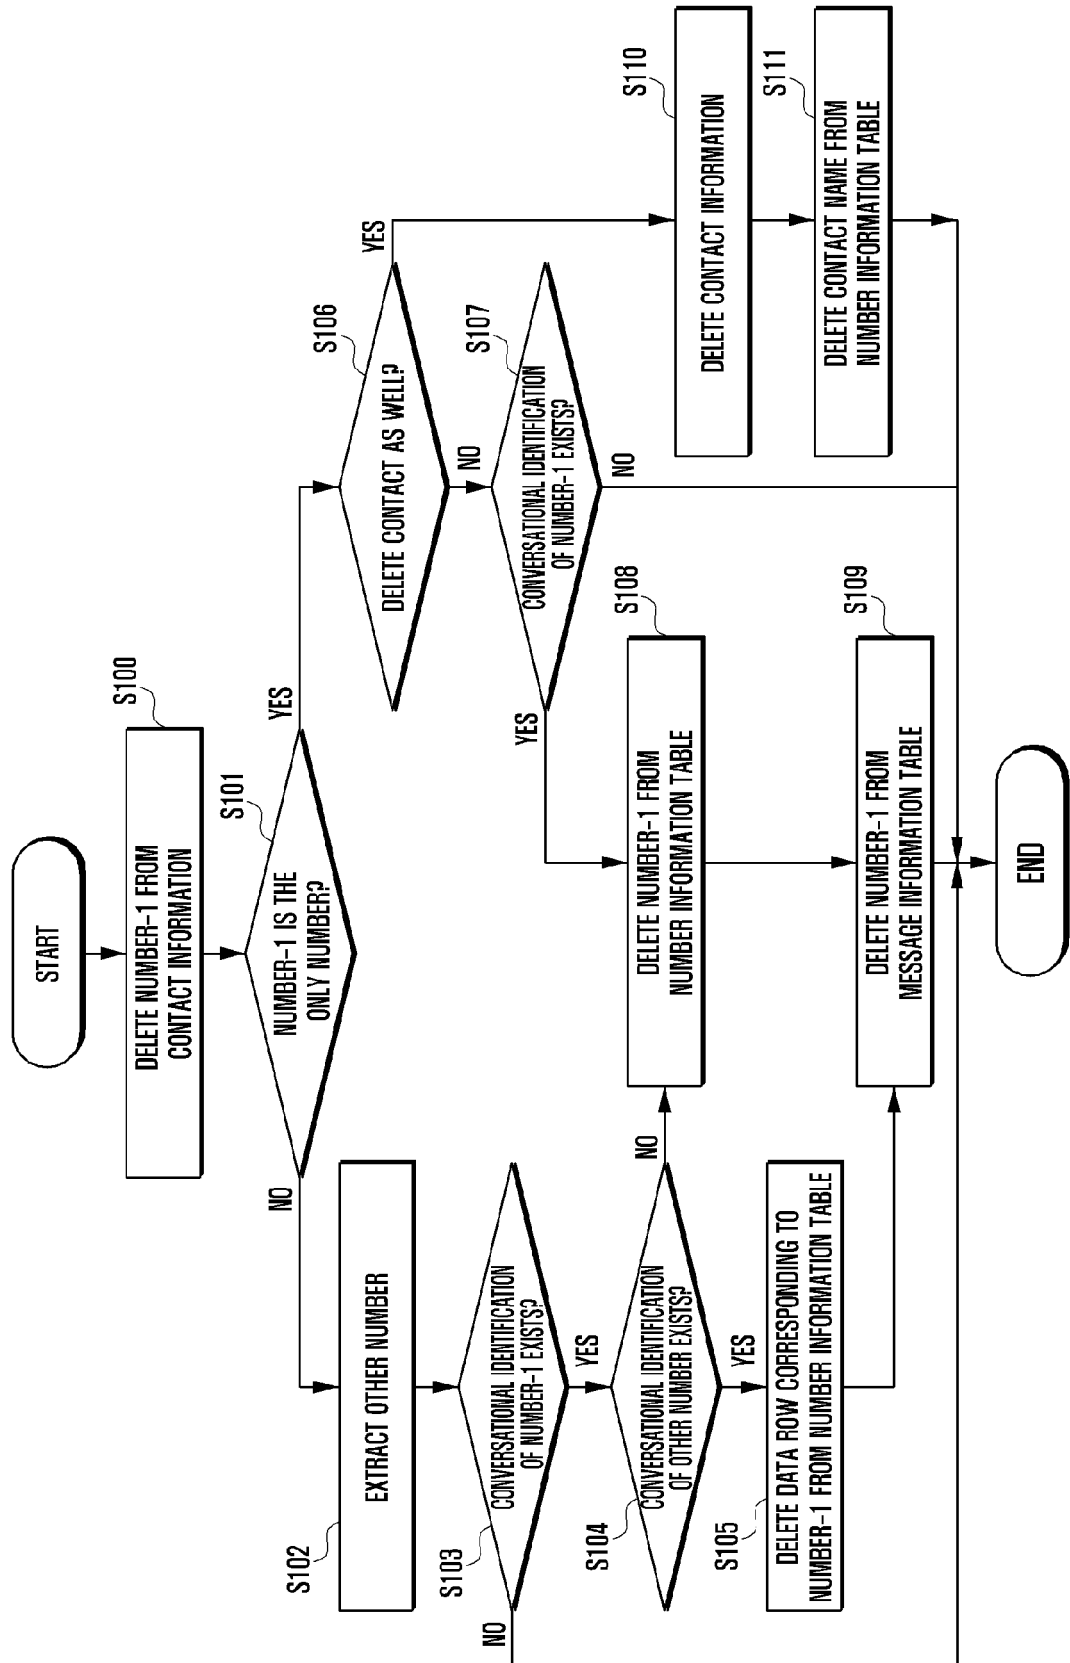 START
S100
DELETE NUMBER-1 FROM
CONTACT INFORMATION
S101
NUMBER-1 IS THE
ONLY NUMBER?
NO
YES
S102
EXTRACT OTHER NUMBER
S103
CONVERSATIONAL IDENTIFICATION
OF NUMBER-1 EXISTS?
NO
YES
S104
CONVERSATIONAL IDENTIFICATION
OF OTHER NUMBER EXISTS?
NO
YES
S105
DELETE DATA ROW CORRESPONDING TO
NUMBER-1 FROM NUMBER INFORMATION TABLE
S106
DELETE CONTACT AS WELL?
YES
NO
S107
CONVERSATIONAL IDENTIFICATION
OF NUMBER-1 EXISTS?
YES
NO
S108
DELETE NUMBER-1 FROM
NUMBER INFORMATION TABLE
S109
DELETE NUMBER-1 FROM
MESSAGE INFORMATION TABLE
S110
DELETE CONTACT INFORMATION
S111
DELETE CONTACT NAME FROM
NUMBER INFORMATION TABLE
END